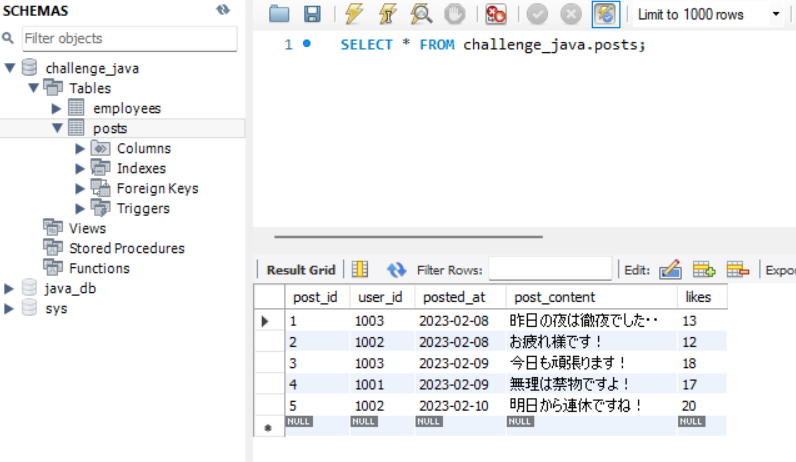 SCHEMAS
Filter objects
challenge_java
Tables
employees
posts
Columns
Indexes
Foreign Keys
Triggers
Views
Stored Procedures
Functions
java_db
sys
Limit to 1000 rows
1 SELECT * FROM challenge_java.posts;
Result Grid Filter Rows: Edit: Expor
post_id user_id posted_at post_content likes
1 1003 2023-02-08 昨日の夜は徹夜でした・・ 13
2 1002 2023-02-08 お疲れ様です！ 12
3 1003 2023-02-09 今日も頑張ります！ 18
4 1001 2023-02-09 無理は禁物ですよ！ 17
5 1002 2023-02-10 明日から連休ですね！ 20
NULL NULL NULL NULL NULL